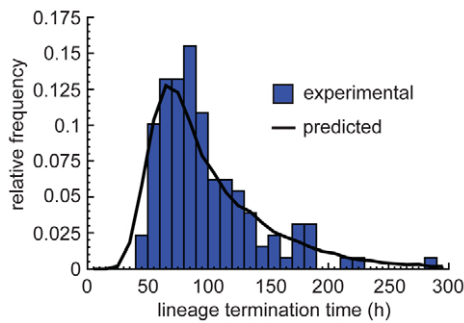 0.175
0.15
0.125
0.1
0.075
0.05
0.025
0
relative frequency
experimental
predicted
0 50 100 150 200 250 300
lineage termination time (h)